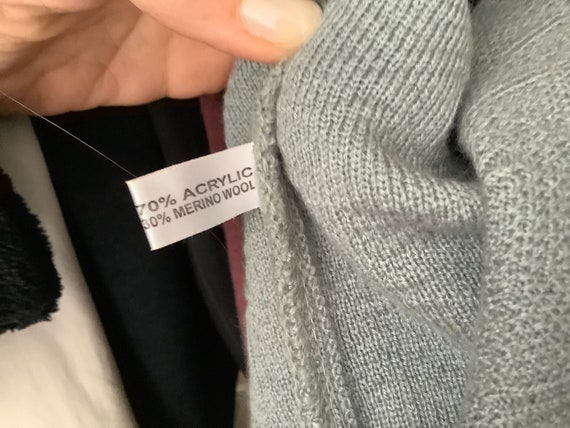 70% ACRYLIC
30% MERINO WOOL